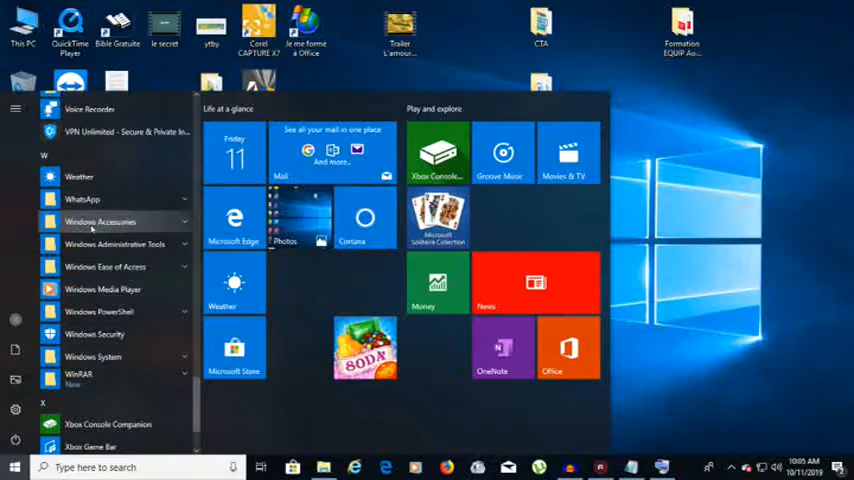 This PC
QuickTime
Player
Bible Gratuite
le secret
ytby
Corel
CAPTURE X7
Je me forme
à Office
Trailer
L'amour...
CTA
Formation
EQUIP Ao...
Voice Recorder
VPN Unlimited - Secure & Private In...
W
Weather
WhatsApp
Windows Accessories
Windows Administrative Tools
Windows Ease of Access
Windows Media Player
Windows PowerShell
Windows Security
Windows System
WinRAR
New
X
Xbox Console Companion
Xbox Game Bar
Life at a glance
Friday
11
See all your mail in one place
And more...
Mail
Microsoft Edge
Photos
Cortana
Weather
Microsoft Store
SODA
Play and explore
Xbox Console...
Groove Music
Movies & TV
Microsoft
Solitaire Collection
Money
News
OneNote
Office
Type here to search
10:05 AM
10/11/2019
2